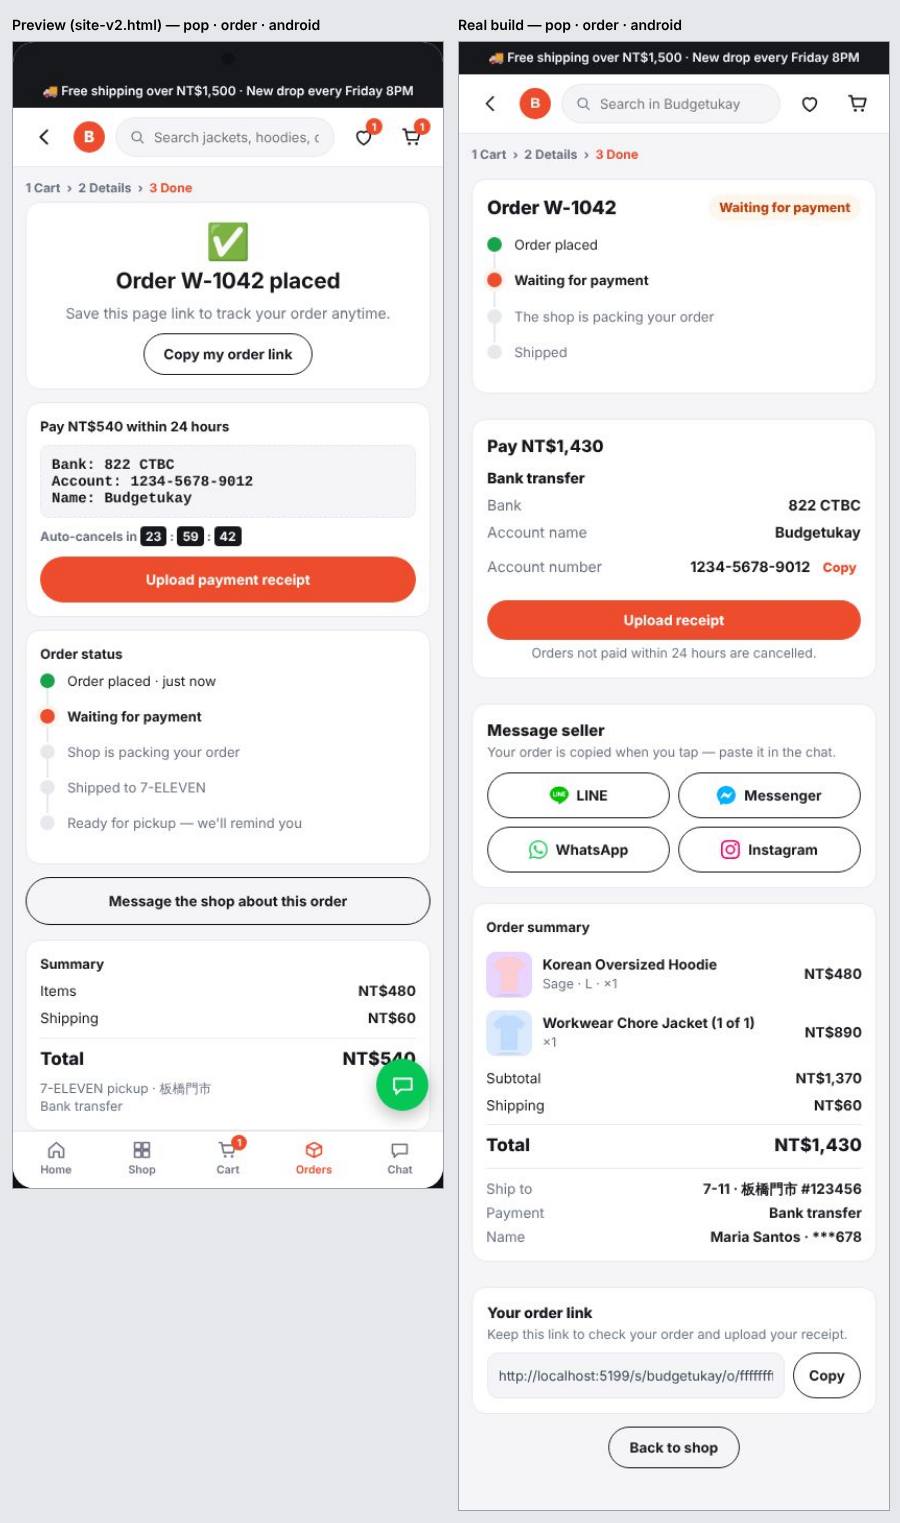 Preview (site-v2.html) — pop · order · android
🚚 Free shipping over NT$1,500 · New drop every Friday 8PM
B
Search jackets, hoodies, c
1
1
1 Cart › 2 Details › 3 Done
Order W-1042 placed
Save this page link to track your order anytime.
Copy my order link
Pay NT$540 within 24 hours
Bank: 822 CTBC
Account: 1234-5678-9012
Name: Budgetukay
Auto-cancels in 23 : 59 : 42
Upload payment receipt
Order status
Order placed · just now
Waiting for payment
Shop is packing your order
Shipped to 7-ELEVEN
Ready for pickup — we'll remind you
Message the shop about this order
Summary
Items NT$480
Shipping NT$60
Total NT$540
7-ELEVEN pickup · 板橋門市
Bank transfer
1
Home Shop Cart Orders Chat
Real build — pop · order · android
🚚 Free shipping over NT$1,500 · New drop every Friday 8PM
B
Search in Budgetukay
1 Cart › 2 Details › 3 Done
Order W-1042 Waiting for payment
Order placed
Waiting for payment
The shop is packing your order
Shipped
Pay NT$1,430
Bank transfer
Bank 822 CTBC
Account name Budgetukay
Account number 1234-5678-9012 Copy
Upload receipt
Orders not paid within 24 hours are cancelled.
Message seller
Your order is copied when you tap — paste it in the chat.
LINE LINE
Messenger
WhatsApp
Instagram
Order summary
Korean Oversized Hoodie NT$480
Sage · L · ×1
Workwear Chore Jacket (1 of 1) NT$890
×1
Subtotal NT$1,370
Shipping NT$60
Total NT$1,430
Ship to 7-11 · 板橋門市 #123456
Payment Bank transfer
Name Maria Santos · ***678
Your order link
Keep this link to check your order and upload your receipt.
http://localhost:5199/s/budgetukay/o/fffffff Copy
Back to shop